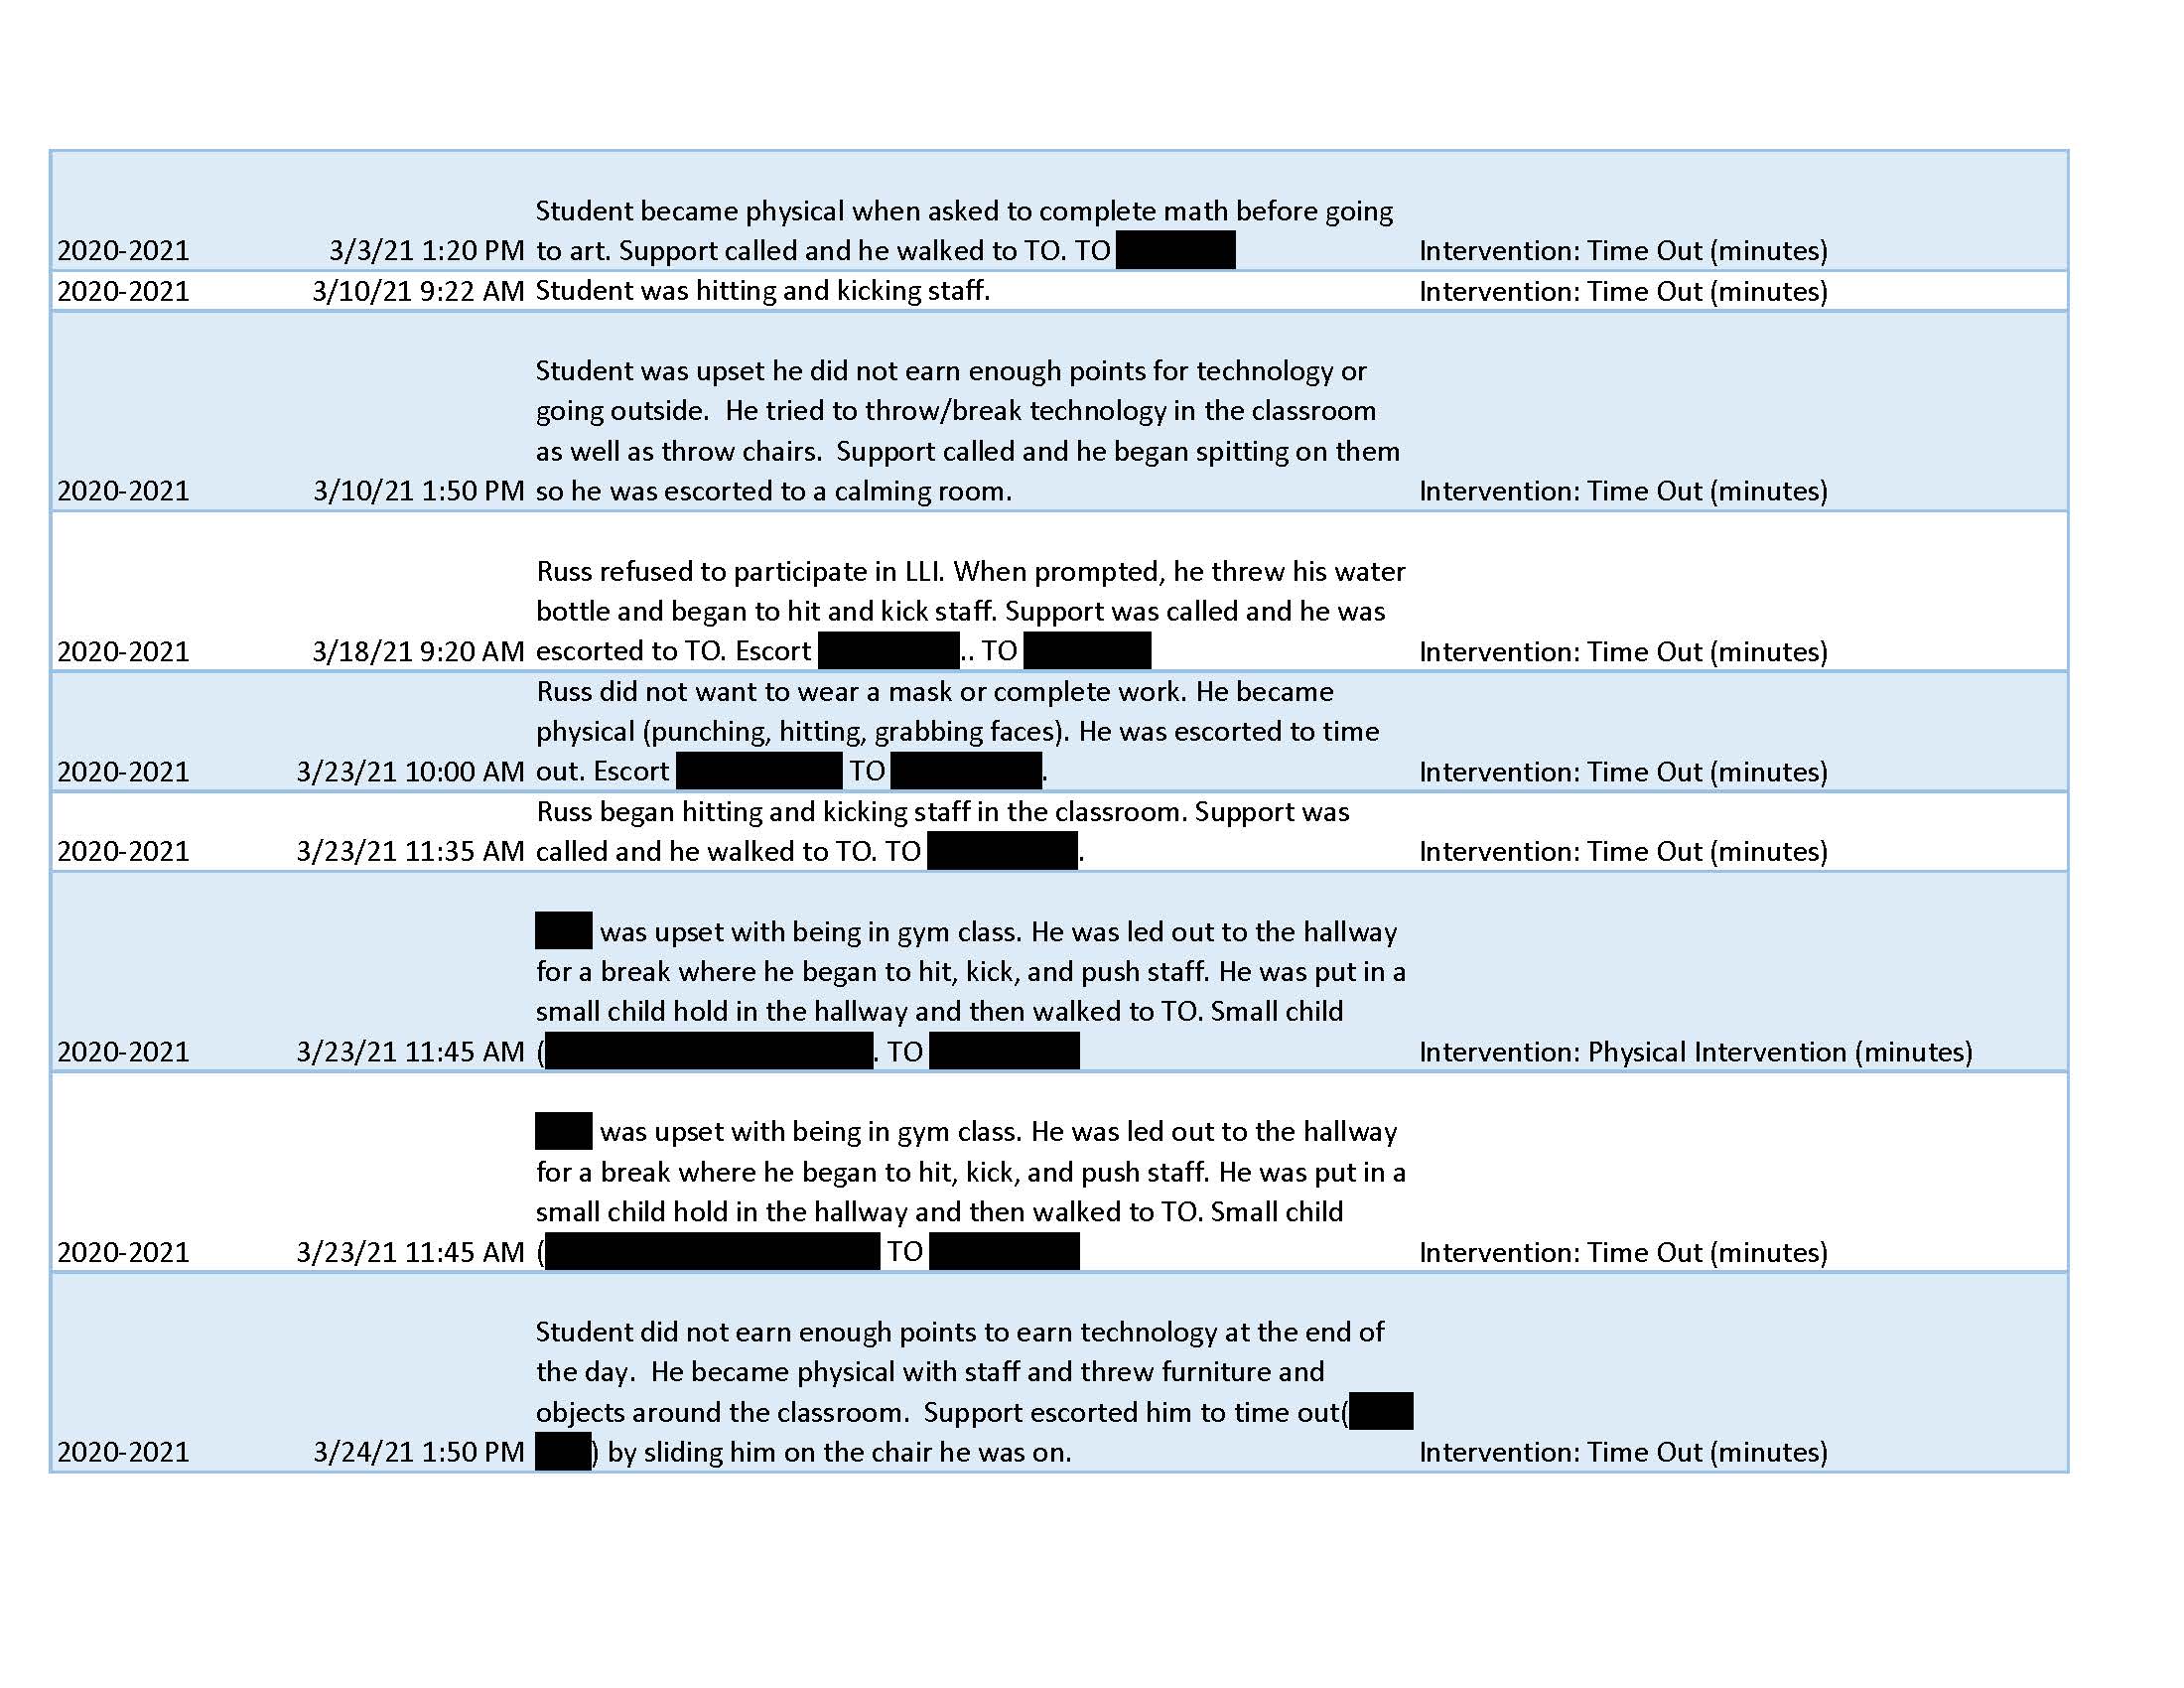 Student became physical when asked to complete math before going
2020-2021 3/3/21 1:20 PM to art. Support called and he walked to TO. TO Intervention: Time Out (minutes)
2020-2021 3/10/21 9:22 AM Student was hitting and kicking staff. Intervention: Time Out (minutes)
Student was upset he did not earn enough points for technology or
going outside.  He tried to throw/break technology in the classroom
as well as throw chairs.  Support called and he began spitting on them
2020-2021 3/10/21 1:50 PM so he was escorted to a calming room. Intervention: Time Out (minutes)
Russ refused to participate in LLI. When prompted, he threw his water
bottle and began to hit and kick staff. Support was called and he was
2020-2021 3/18/21 9:20 AM escorted to TO. Escort .. TO Intervention: Time Out (minutes)
Russ did not want to wear a mask or complete work. He became
physical (punching, hitting, grabbing faces). He was escorted to time
2020-2021 3/23/21 10:00 AM out. Escort TO . Intervention: Time Out (minutes)
Russ began hitting and kicking staff in the classroom. Support was
2020-2021 3/23/21 11:35 AM called and he walked to TO. TO . Intervention: Time Out (minutes)
was upset with being in gym class. He was led out to the hallway
for a break where he began to hit, kick, and push staff. He was put in a
small child hold in the hallway and then walked to TO. Small child
2020-2021 3/23/21 11:45 AM ( . TO Intervention: Physical Intervention (minutes)
was upset with being in gym class. He was led out to the hallway
for a break where he began to hit, kick, and push staff. He was put in a
small child hold in the hallway and then walked to TO. Small child
2020-2021 3/23/21 11:45 AM ( TO Intervention: Time Out (minutes)
Student did not earn enough points to earn technology at the end of
the day.  He became physical with staff and threw furniture and
objects around the classroom.  Support escorted him to time out(
2020-2021 3/24/21 1:50 PM ) by sliding him on the chair he was on. Intervention: Time Out (minutes)